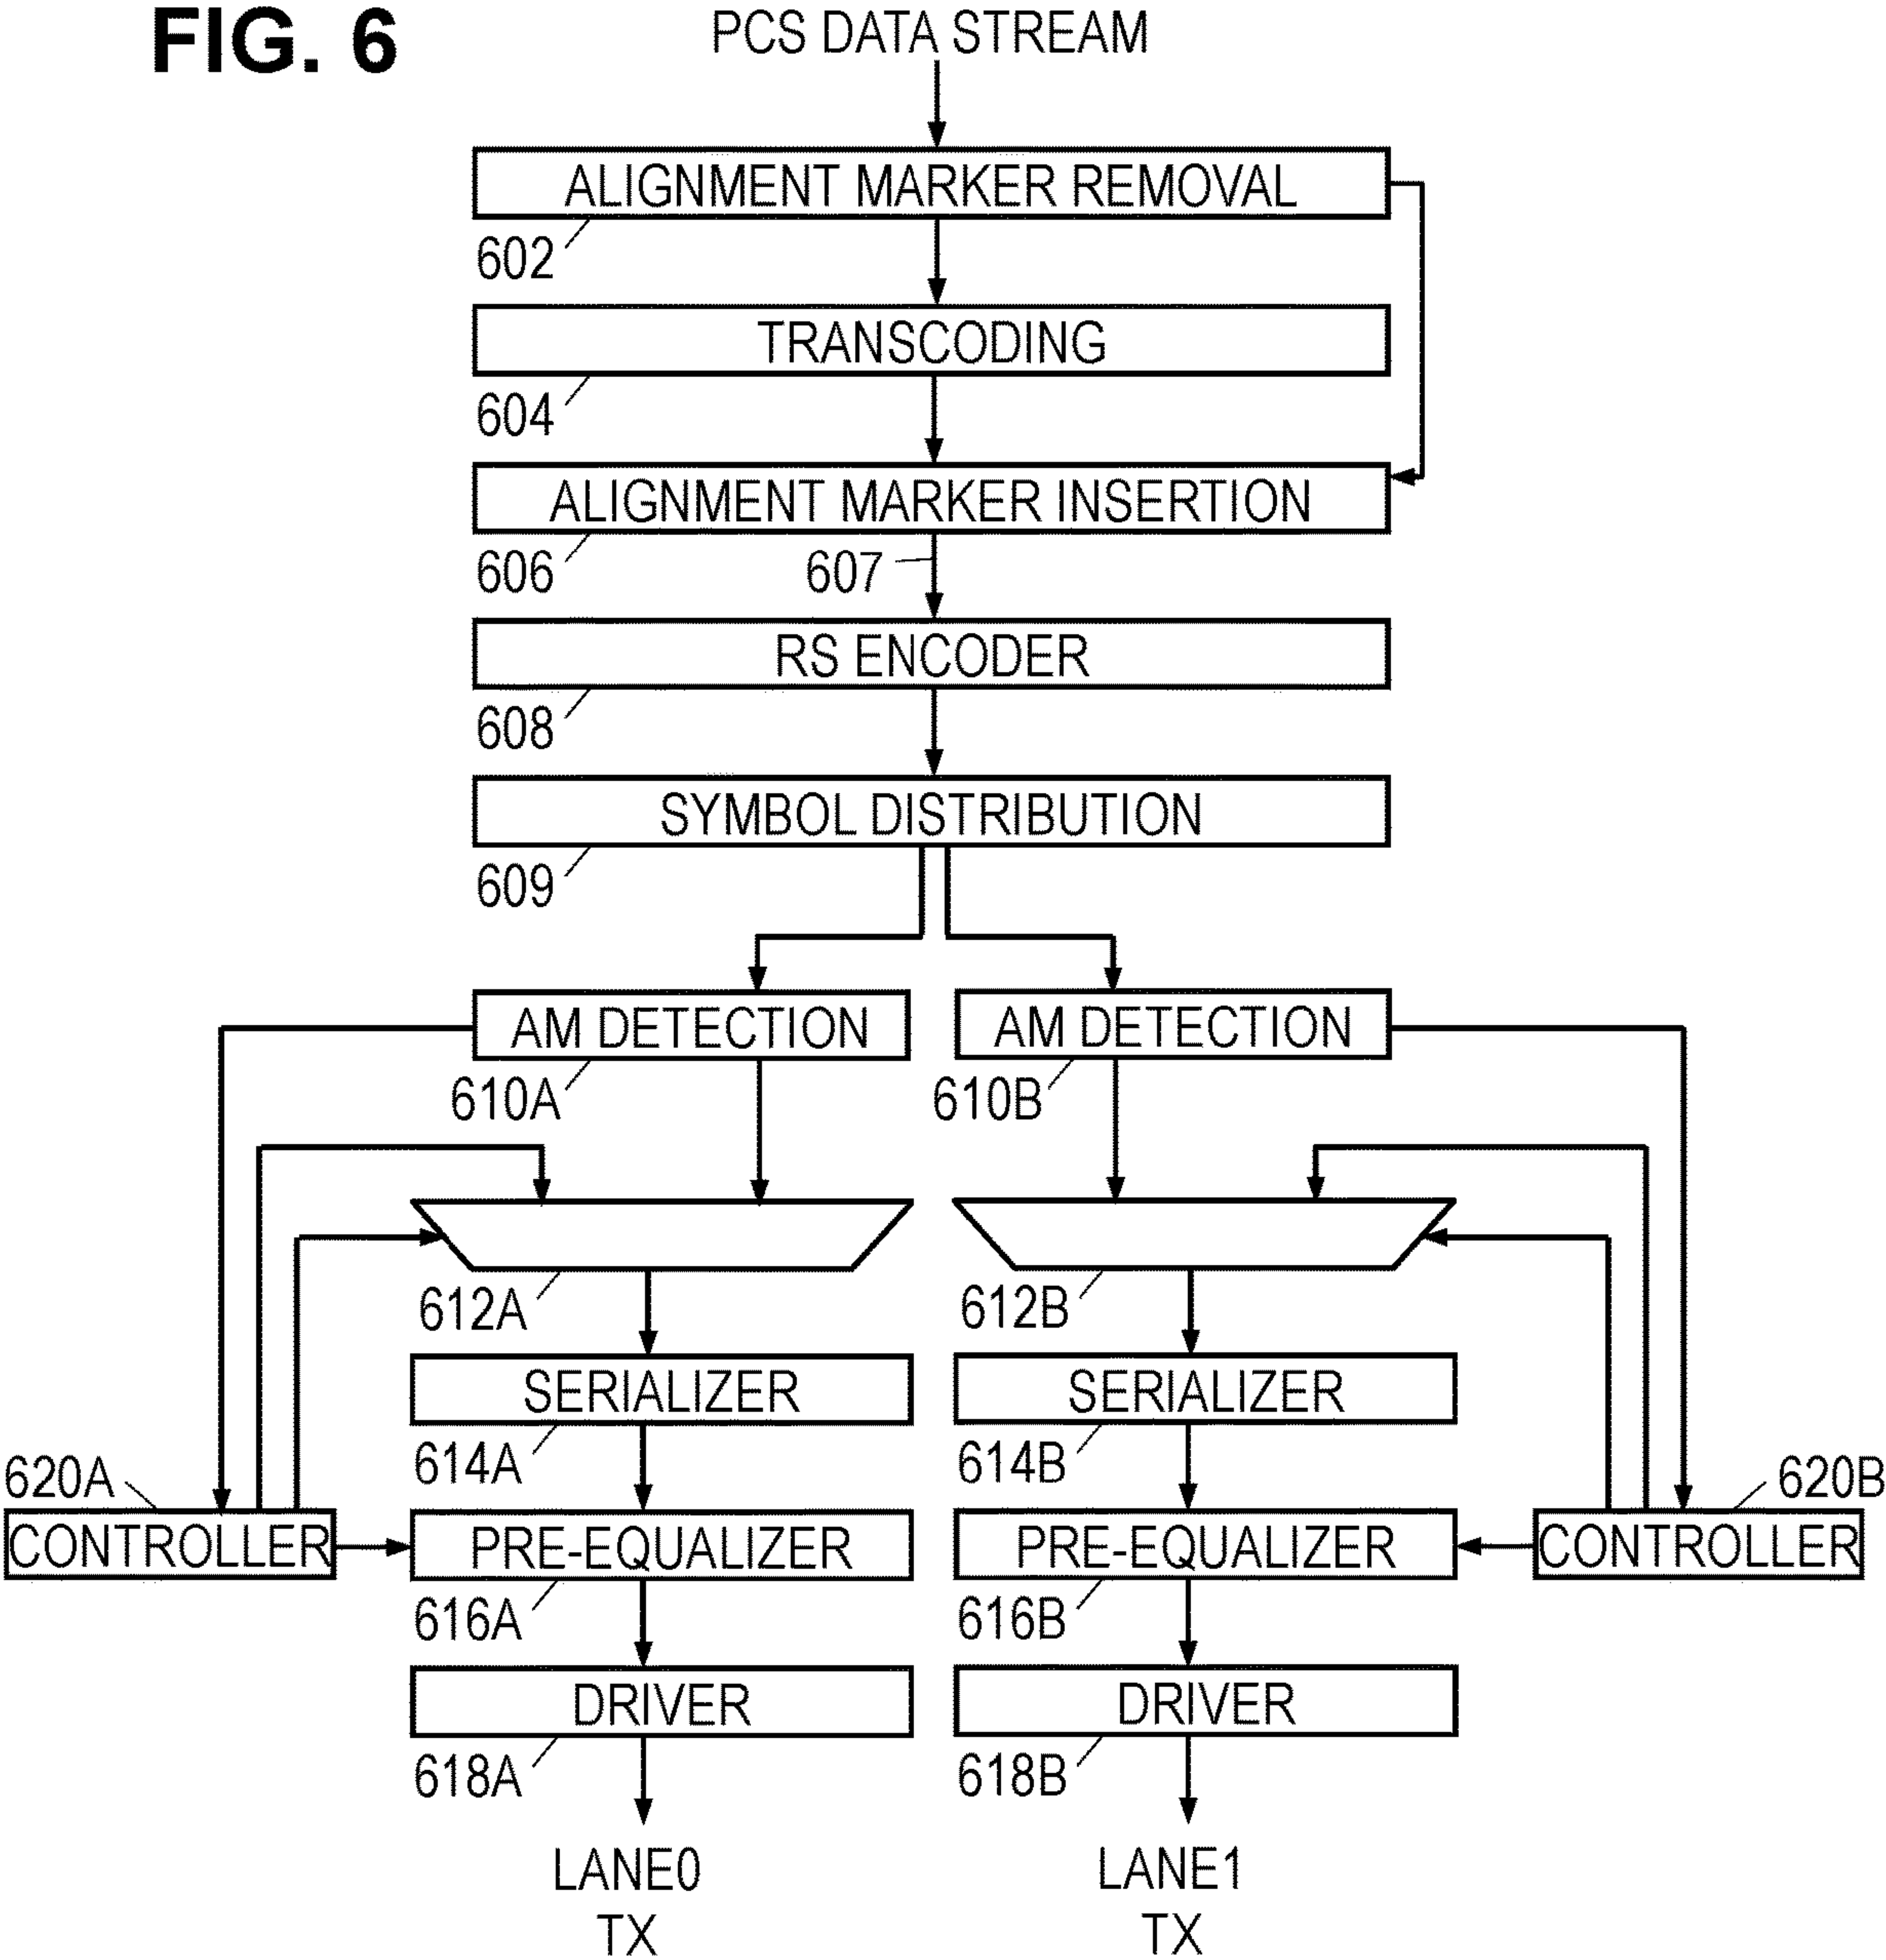 FIG. 6
PCS DATA STREAM
ALIGNMENT MARKER REMOVAL
602
TRANSCODING
604
ALIGNMENT MARKER INSERTION
606
607
RS ENCODER
608
SYMBOL DISTRIBUTION
609
AM DETECTION
AM DETECTION
610A
610B
612A
612B
SERIALIZER
SERIALIZER
614A
614B
620A
620B
CONTROLLER
PRE-EQUALIZER
PRE-EQUALIZER
CONTROLLER
616A
616B
DRIVER
DRIVER
618A
618B
LANE0
TX
LANE1
TX